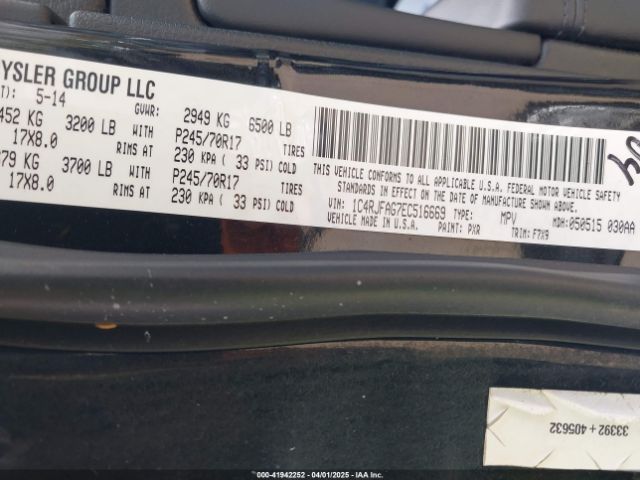 YSLER GROUP LLC
T): 5-14
GVWR: 2949 KG 6500 LB
452 KG 3200 LB WITH P245/70R17 TIRES
17X8.0 RIMS AT 230 KPA ( 33 PSI) COLD
79 KG 3700 LB WITH P245/70R17 TIRES
17X8.0 RIMS AT 230 KPA ( 33 PSI) COLD
THIS VEHICLE CONFORMS TO ALL APPLICABLE U.S.A. FEDERAL MOTOR VEHICLE SAFETY
STANDARDS IN EFFECT ON THE DATE OF MANUFACTURE SHOWN ABOVE.
VIN: 1C4RJFAG7EC516669 TYPE: MPV MDH: 050515 030AA
VEHICLE MADE IN U.S.A. PAINT: PXR TRIM: F7X9
04
33392 + 405632
000-41942252 | 04/01/2025 | IAA Inc.